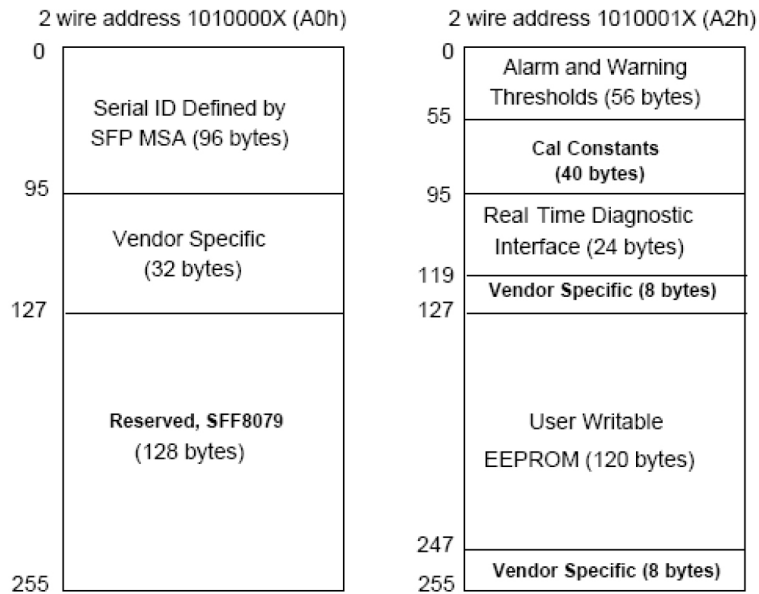 2 wire address 1010000X (A0h)
0
Serial ID Defined by
SFP MSA (96 bytes)
95
Vendor Specific
(32 bytes)
127
Reserved, SFF8079
(128 bytes)
255
2 wire address 1010001X (A2h)
0
Alarm and Warning
Thresholds (56 bytes)
55
Cal Constants
(40 bytes)
95
Real Time Diagnostic
Interface (24 bytes)
119
Vendor Specific (8 bytes)
127
User Writable
EEPROM (120 bytes)
247
Vendor Specific (8 bytes)
255